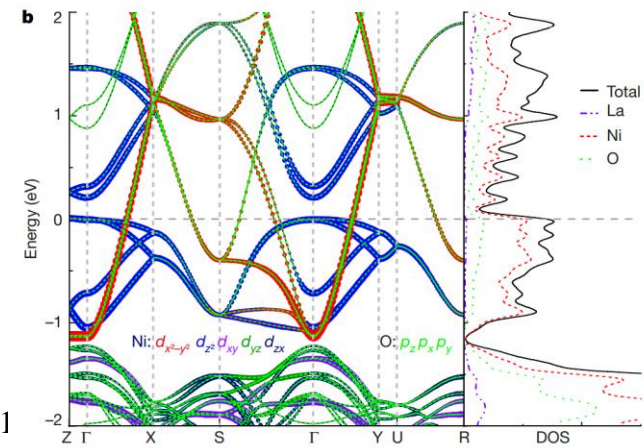 b
2
1
0
−1
−2
Energy (eV)
Ni: dx²–y² dz² dxy dyz dzx
O: pz px py
Total
La
Ni
O
1
Z Γ X S Γ Y U R DOS